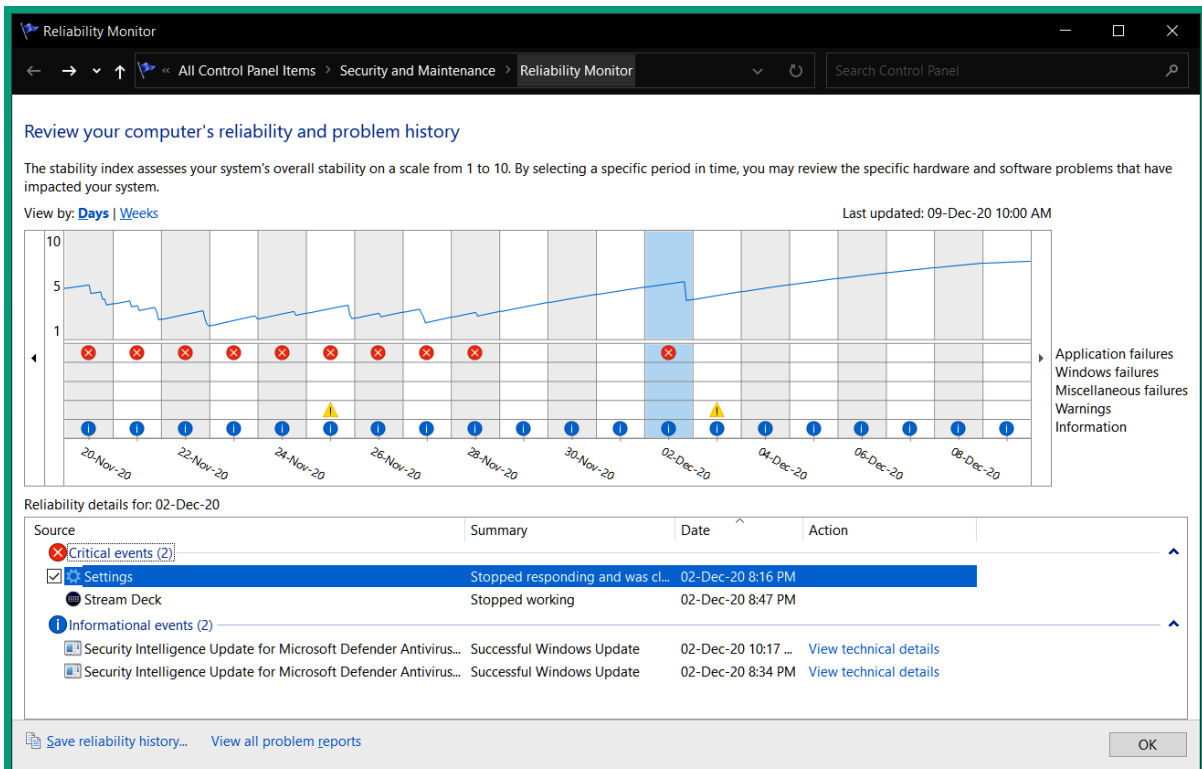 Reliability Monitor
« All Control Panel Items > Security and Maintenance > Reliability Monitor
Search Control Panel
Review your computer's reliability and problem history
The stability index assesses your system's overall stability on a scale from 1 to 10. By selecting a specific period in time, you may review the specific hardware and software problems that have
impacted your system.
View by: Days | Weeks
Last updated: 09-Dec-20 10:00 AM
10
5
1
Application failures
Windows failures
Miscellaneous failures
Warnings
Information
20-Nov-20 22-Nov-20 24-Nov-20 26-Nov-20 28-Nov-20 30-Nov-20 02-Dec-20 04-Dec-20 06-Dec-20 08-Dec-20
Reliability details for: 02-Dec-20
Source Summary Date Action
Critical events (2)
Settings Stopped responding and was cl... 02-Dec-20 8:16 PM
Stream Deck Stopped working 02-Dec-20 8:47 PM
Informational events (2)
Security Intelligence Update for Microsoft Defender Antivirus... Successful Windows Update 02-Dec-20 10:17 ... View technical details
Security Intelligence Update for Microsoft Defender Antivirus... Successful Windows Update 02-Dec-20 8:34 PM View technical details
Save reliability history... View all problem reports
OK